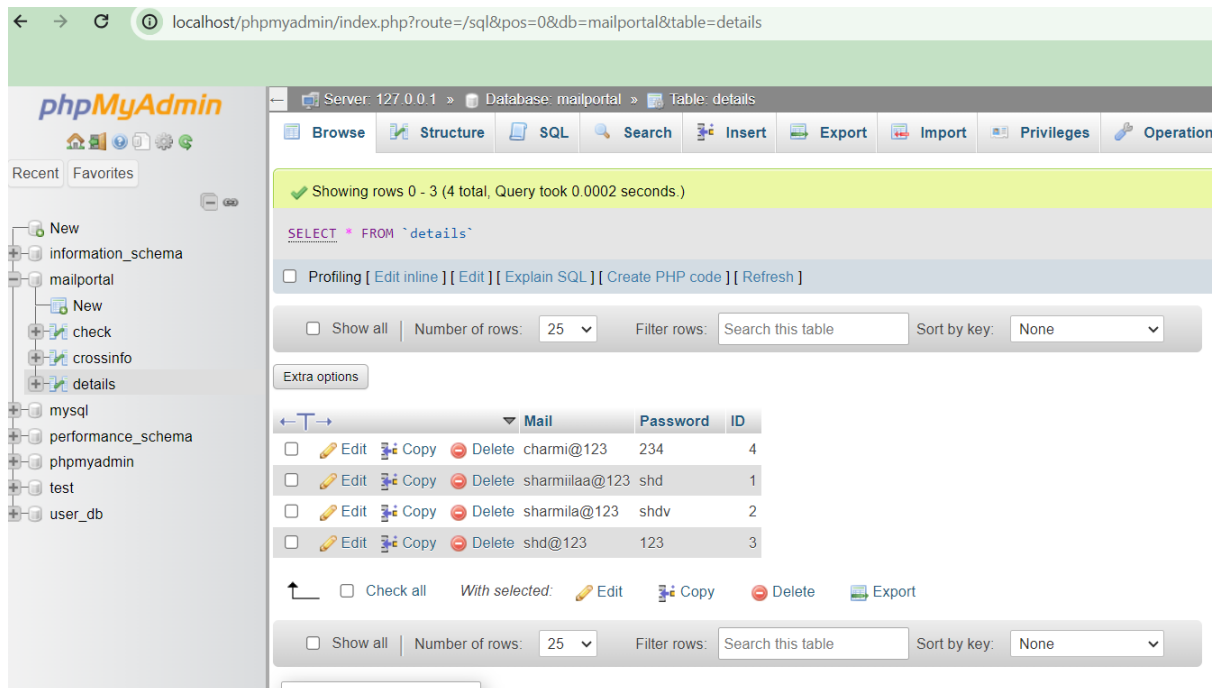 localhost/phpmyadmin/index.php?route=/sql&pos=0&db=mailportal&table=details
phpMyAdmin
Recent Favorites
New
information_schema
mailportal
New
check
crossinfo
details
mysql
performance_schema
phpmyadmin
test
user_db
Server: 127.0.0.1 » Database: mailportal » Table: details
Browse Structure SQL Search Insert Export Import Privileges Operation
Showing rows 0 - 3 (4 total, Query took 0.0002 seconds.)
SELECT * FROM `details`
Profiling [ Edit inline ] [ Edit ] [ Explain SQL ] [ Create PHP code ] [ Refresh ]
Show all Number of rows: 25 Filter rows: Search this table Sort by key: None
Extra options
Mail Password ID
Edit Copy Delete charmi@123 234 4
Edit Copy Delete sharmiilaa@123 shd 1
Edit Copy Delete sharmila@123 shdv 2
Edit Copy Delete shd@123 123 3
Check all With selected: Edit Copy Delete Export
Show all Number of rows: 25 Filter rows: Search this table Sort by key: None